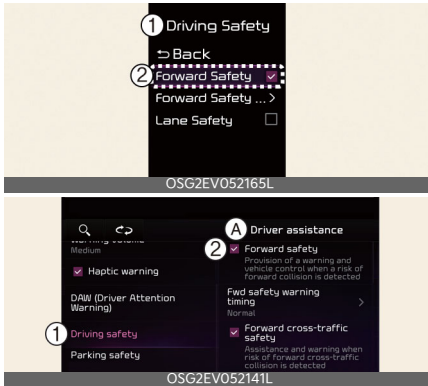 1 Driving Safety
Back
2 Forward Safety
Forward Safety ... >
Lane Safety
OSG2EV052165L
A Driver assistance
Warning volume
Medium
Haptic warning
DAW (Driver Attention
Warning)
1 Driving safety
Parking safety
2 Forward safety
Provision of a warning and
vehicle control when a risk of
forward collision is detected
Fwd safety warning
timing >
Normal
Forward cross-traffic
safety
Assistance and warning when
risk of forward cross-traffic
collision is detected
OSG2EV052141L